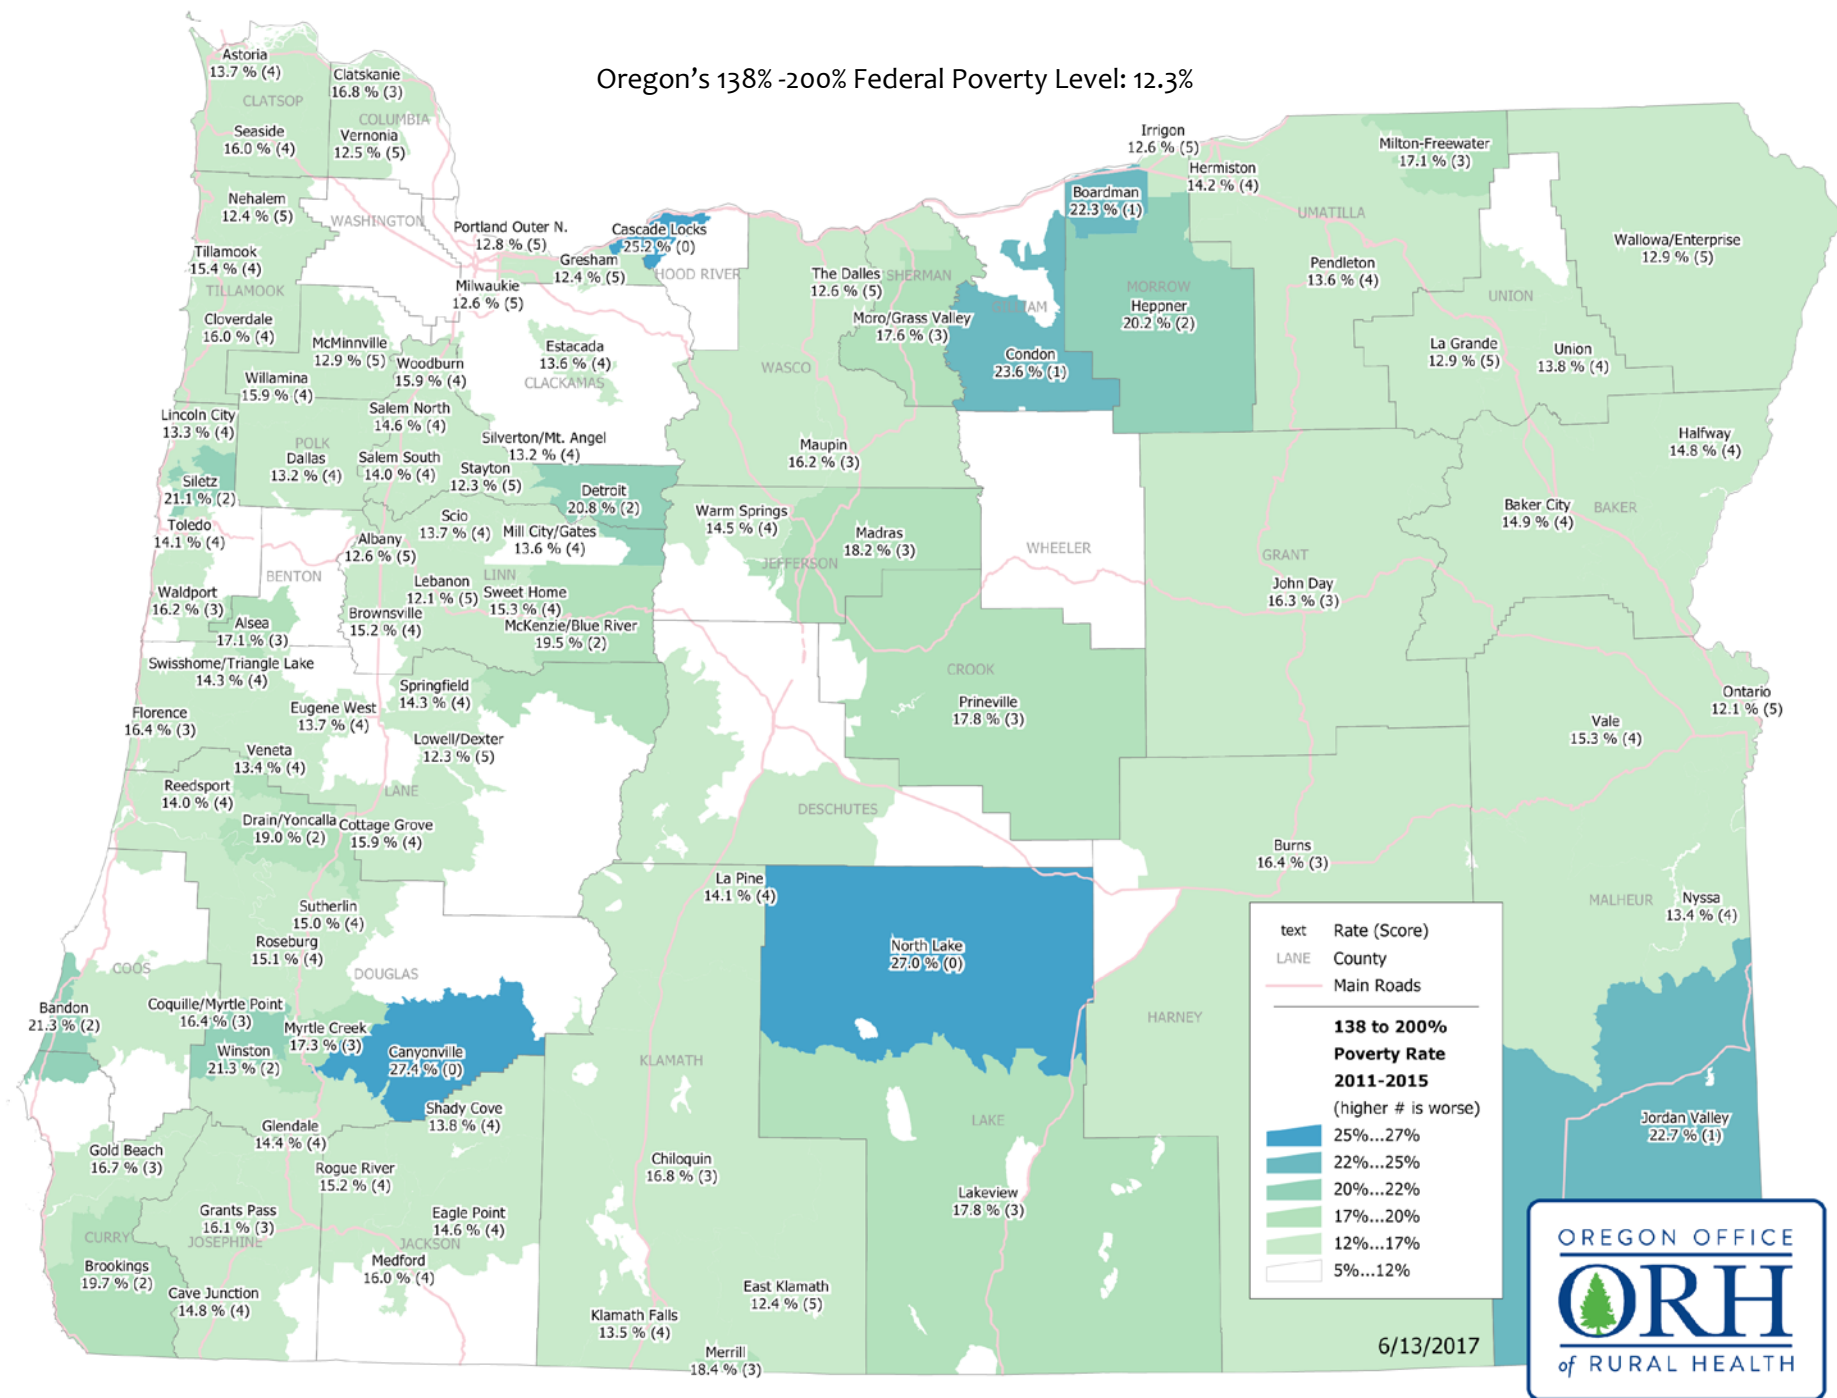 Oregon's 138% -200% Federal Poverty Level: 12.3%
Astoria
13.7 % (4)
CLATSOP
Clatskanie
16.8 % (3)
COLUMBIA
Seaside
16.0 % (4)
Vernonia
12.5 % (5)
Nehalem
12.4 % (5)
WASHINGTON
Portland Outer N.
12.8 % (5)
Cascade Locks
25.2 % (0)
Gresham
12.4 % (5)
HOOD RIVER
Milwaukie
12.6 % (5)
Tillamook
15.4 % (4)
TILLAMOOK
Cloverdale
16.0 % (4)
McMinnville
12.9 % (5)
Woodburn
15.9 % (4)
Estacada
13.6 % (4)
CLACKAMAS
Willamina
15.9 % (4)
Irrigon
12.6 % (5)
Hermiston
14.2 % (4)
Milton-Freewater
17.1 % (3)
Boardman
22.3 % (1)
UMATILLA
Wallowa/Enterprise
12.9 % (5)
Pendleton
13.6 % (4)
The Dalles
12.6 % (5)
SHERMAN
MORROW
Heppner
20.2 % (2)
UNION
Moro/Grass Valley
17.6 % (3)
Condon
23.6 % (1)
La Grande
12.9 % (5)
Union
13.8 % (4)
WASCO
Lincoln City
13.3 % (4)
Salem North
14.6 % (4)
POLK
Dallas
13.2 % (4)
Salem South
14.0 % (4)
Silverton/Mt. Angel
13.2 % (4)
Stayton
12.3 % (5)
Maupin
16.2 % (3)
Halfway
14.8 % (4)
Siletz
21.1 % (2)
Detroit
20.8 % (2)
Toledo
14.1 % (4)
Scio
13.7 % (4)
Mill City/Gates
13.6 % (4)
Warm Springs
14.5 % (4)
Madras
18.2 % (3)
Baker City
14.9 % (4)
BAKER
Albany
12.6 % (5)
BENTON
LINN
JEFFERSON
WHEELER
GRANT
Lebanon
12.1 % (5)
Sweet Home
15.3 % (4)
John Day
16.3 % (3)
Waldport
16.2 % (3)
Alsea
17.1 % (3)
Brownsville
15.2 % (4)
McKenzie/Blue River
19.5 % (2)
Swisshome/Triangle Lake
14.3 % (4)
Springfield
14.3 % (4)
CROOK
Prineville
17.8 % (3)
Ontario
12.1 % (5)
Vale
15.3 % (4)
Florence
16.4 % (3)
Eugene West
13.7 % (4)
Lowell/Dexter
12.3 % (5)
Veneta
13.4 % (4)
Reedsport
14.0 % (4)
LANE
DESCHUTES
Drain/Yoncalla
19.0 % (2)
Cottage Grove
15.9 % (4)
Burns
16.4 % (3)
La Pine
14.1 % (4)
MALHEUR
Nyssa
13.4 % (4)
Sutherlin
15.0 % (4)
Roseburg
15.1 % (4)
North Lake
27.0 % (0)
COOS
DOUGLAS
Bandon
21.3 % (2)
Coquille/Myrtle Point
16.4 % (3)
Myrtle Creek
17.3 % (3)
Winston
21.3 % (2)
Canyonville
27.4 % (0)
KLAMATH
HARNEY
Shady Cove
13.8 % (4)
Glendale
14.4 % (4)
LAKE
Jordan Valley
22.7 % (1)
Gold Beach
16.7 % (3)
Rogue River
15.2 % (4)
Chiloquin
16.8 % (3)
Lakeview
17.8 % (3)
Grants Pass
16.1 % (3)
JOSEPHINE
Eagle Point
14.6 % (4)
JACKSON
CURRY
Brookings
19.7 % (2)
Medford
16.0 % (4)
Cave Junction
14.8 % (4)
East Klamath
12.4 % (5)
Klamath Falls
13.5 % (4)
Merrill
18.4 % (3)
text Rate (Score)
LANE County
Main Roads
138 to 200%
Poverty Rate
2011-2015
(higher # is worse)
25%...27%
22%...25%
20%...22%
17%...20%
12%...17%
5%...12%
6/13/2017
OREGON OFFICE
ORH
of RURAL HEALTH